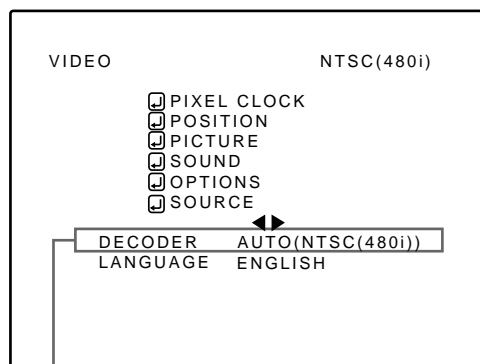 VIDEO NTSC(480i)
PIXEL CLOCK
POSITION
PICTURE
SOUND
OPTIONS
SOURCE
DECODER AUTO(NTSC(480i))
LANGUAGE ENGLISH